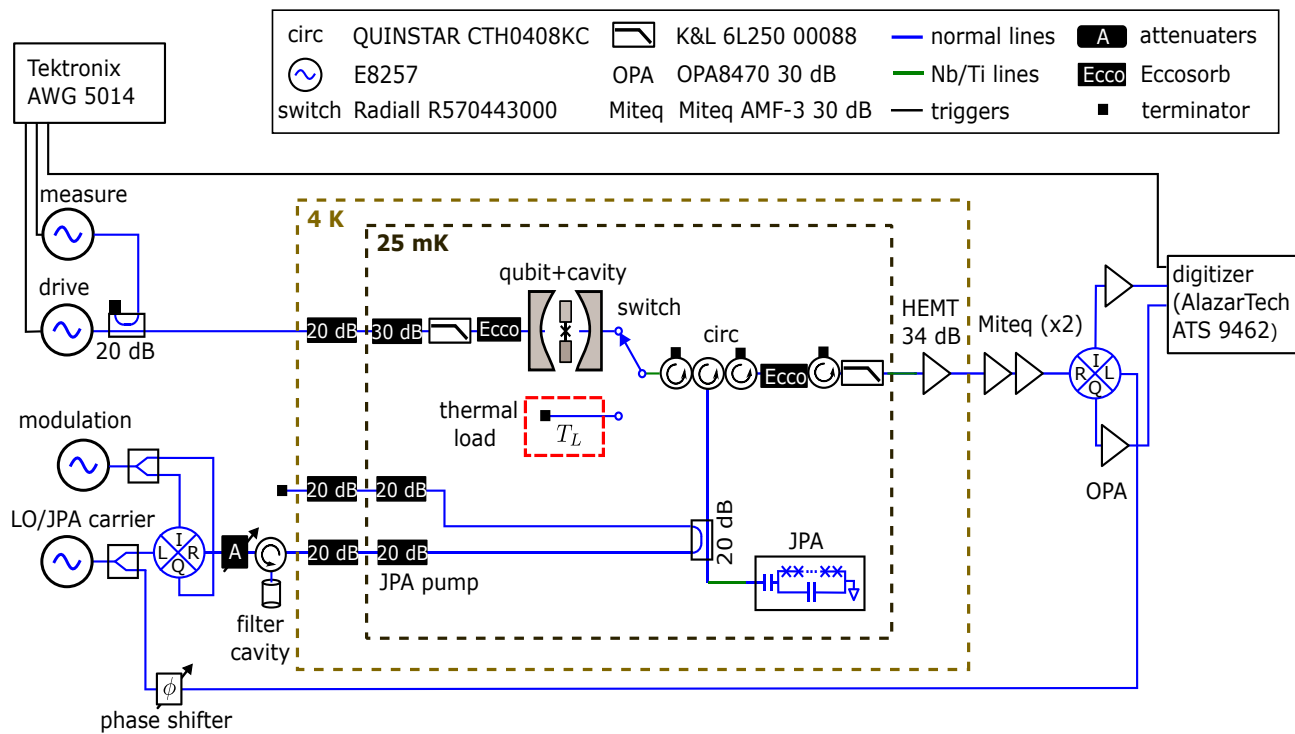 circ QUINSTAR CTH0408KC K&L 6L250 00088 normal lines A attenuaters
E8257 OPA OPA8470 30 dB Nb/Ti lines Ecco Eccosorb
switch Radiall R570443000 Miteq Miteq AMF-3 30 dB triggers terminator
Tektronix
AWG 5014
measure
drive
20 dB
4 K
25 mK
20 dB
30 dB
Ecco
qubit+cavity
switch
circ
Ecco
HEMT
34 dB
Miteq (x2)
I
R L
Q
digitizer
(AlazarTech
ATS 9462)
OPA
thermal
load
T_L
modulation
LO/JPA carrier
I
L R
Q
A
filter
cavity
20 dB
20 dB
20 dB
20 dB
JPA pump
20 dB
JPA
ϕ
phase shifter